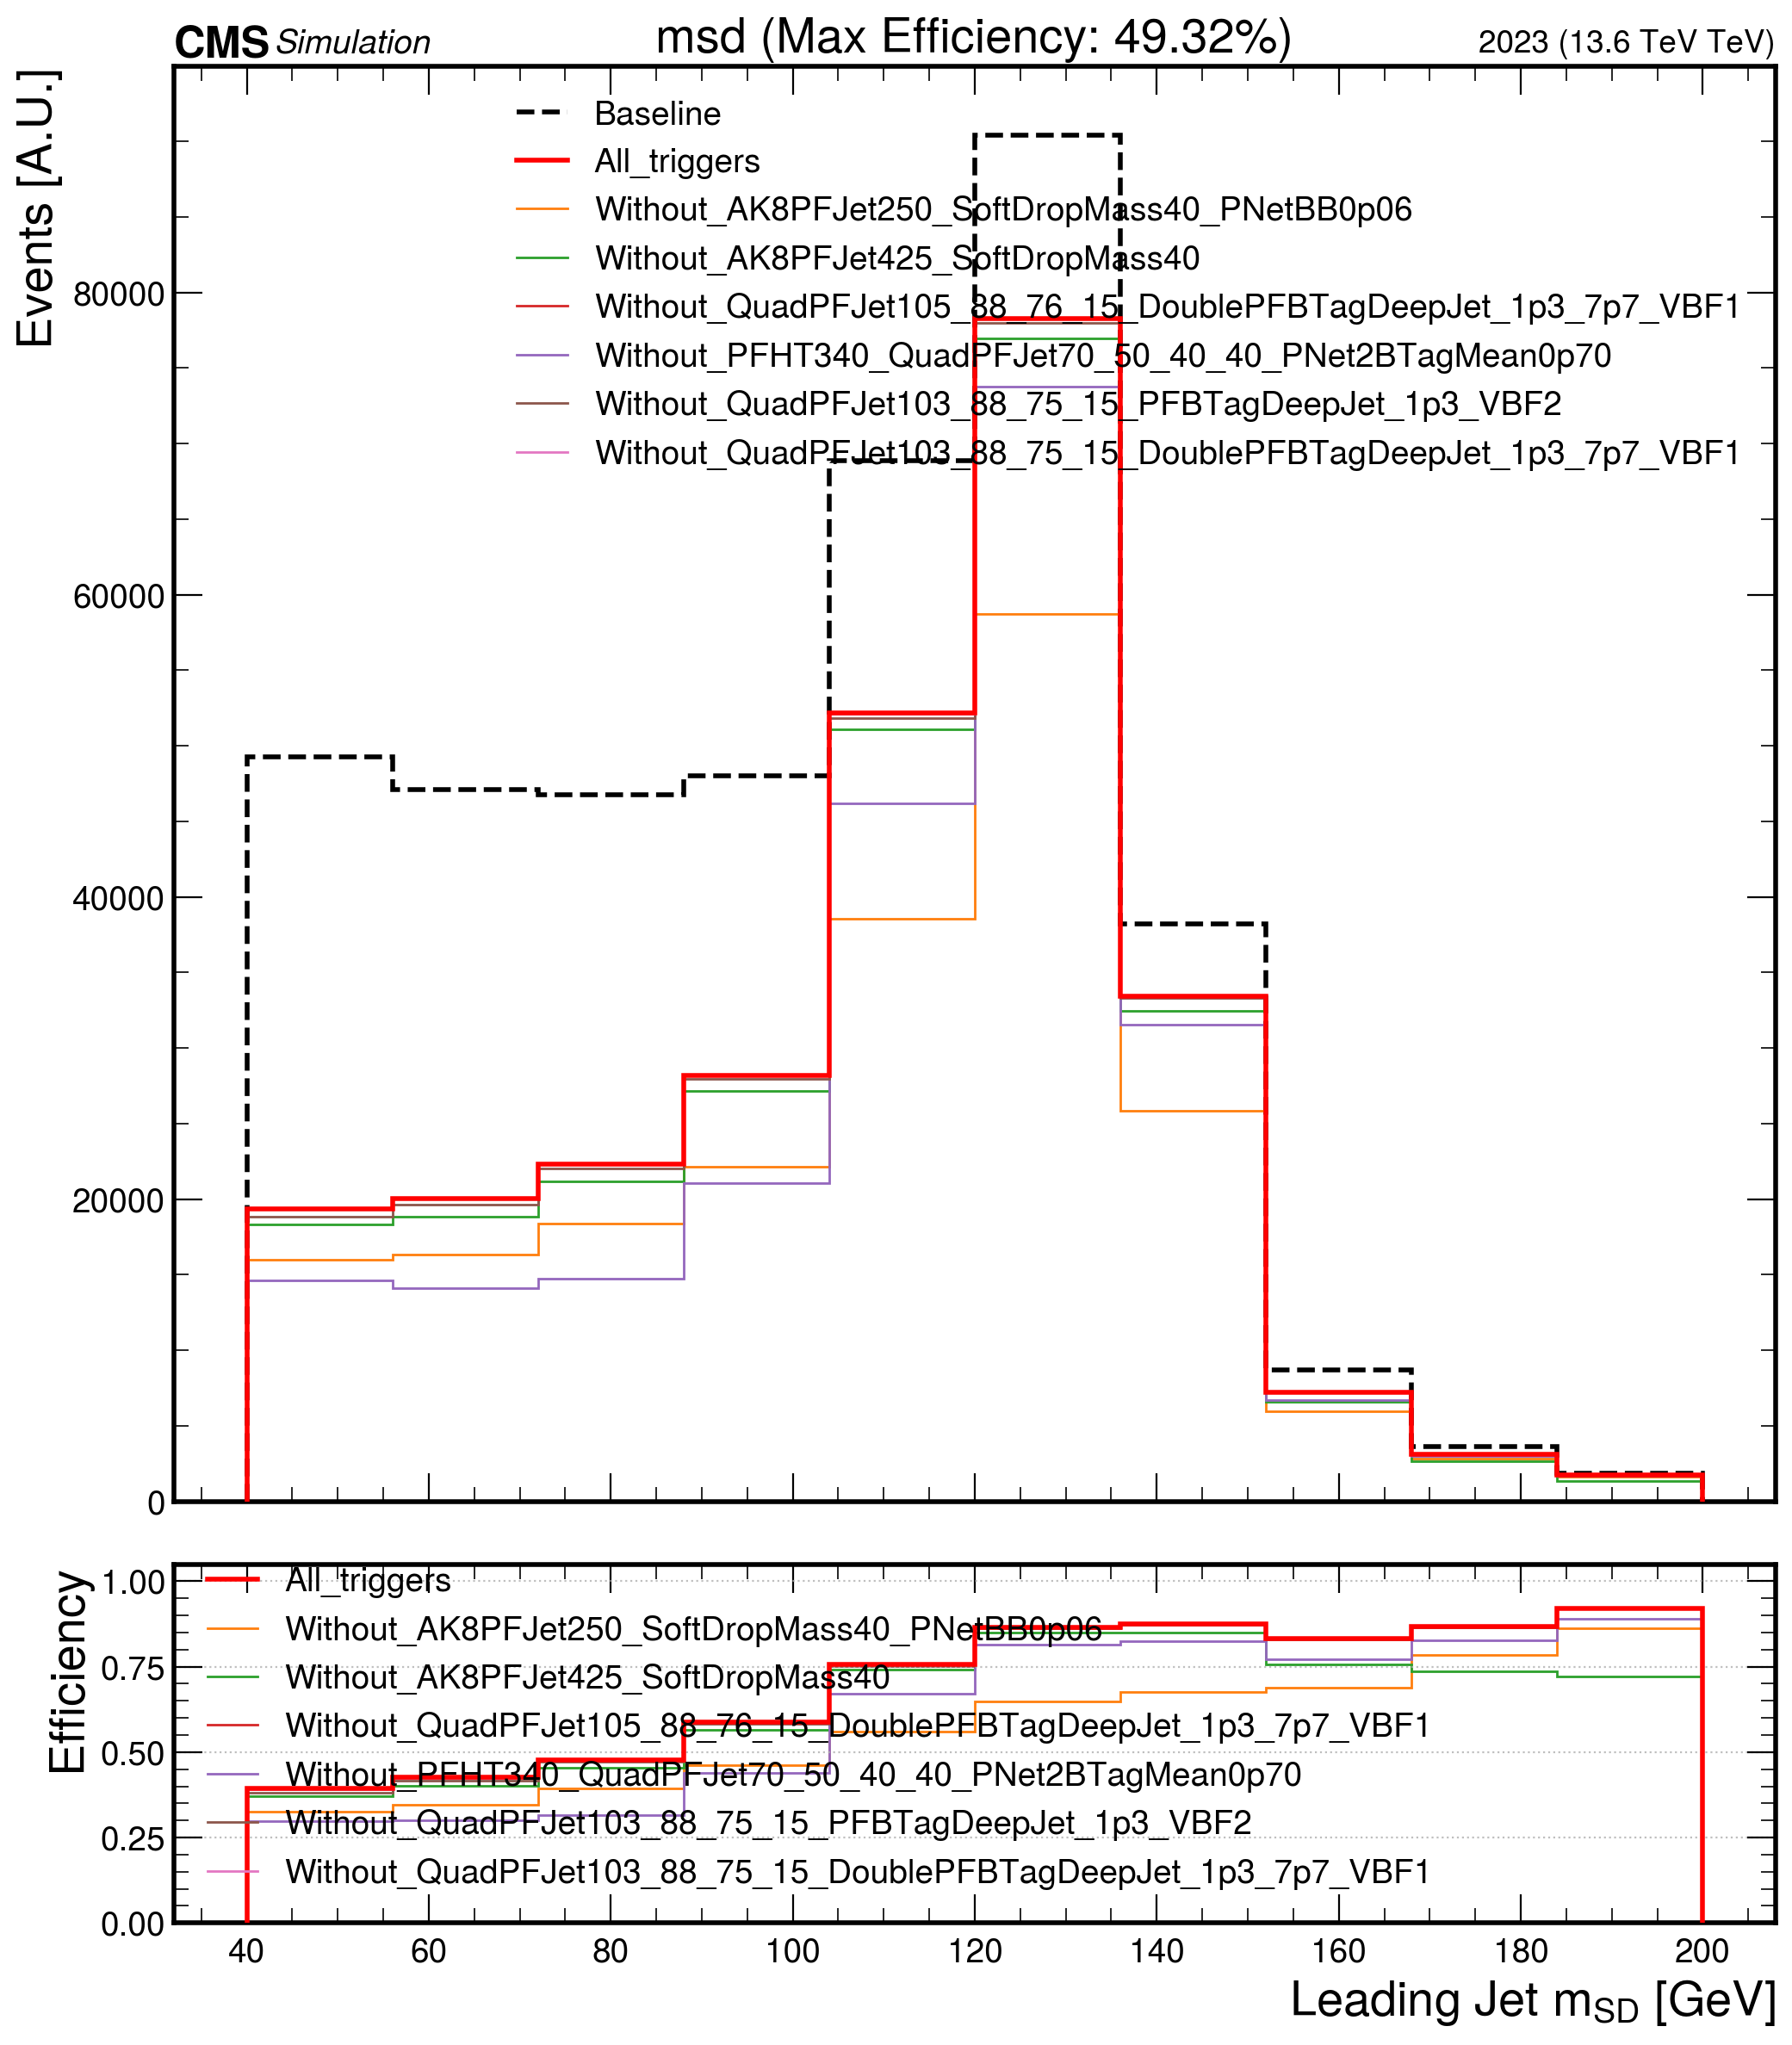 CMS Simulation msd (Max Efficiency: 49.32%) 2023 (13.6 TeV TeV)
Events [A.U.]
Baseline
All_triggers
Without_AK8PFJet250_SoftDropMass40_PNetBB0p06
Without_AK8PFJet425_SoftDropMass40
Without_QuadPFJet105_88_76_15_DoublePFBTagDeepJet_1p3_7p7_VBF1
Without_PFHT340_QuadPFJet70_50_40_40_PNet2BTagMean0p70
Without_QuadPFJet103_88_75_15_PFBTagDeepJet_1p3_VBF2
Without_QuadPFJet103_88_75_15_DoublePFBTagDeepJet_1p3_7p7_VBF1
80000
60000
40000
20000
0
Efficiency
1.00
0.75
0.50
0.25
0.00
All_triggers
Without_AK8PFJet250_SoftDropMass40_PNetBB0p06
Without_AK8PFJet425_SoftDropMass40
Without_QuadPFJet105_88_76_15_DoublePFBTagDeepJet_1p3_7p7_VBF1
Without_PFHT340_QuadPFJet70_50_40_40_PNet2BTagMean0p70
Without_QuadPFJet103_88_75_15_PFBTagDeepJet_1p3_VBF2
Without_QuadPFJet103_88_75_15_DoublePFBTagDeepJet_1p3_7p7_VBF1
40 60 80 100 120 140 160 180 200
Leading Jet m_SD [GeV]